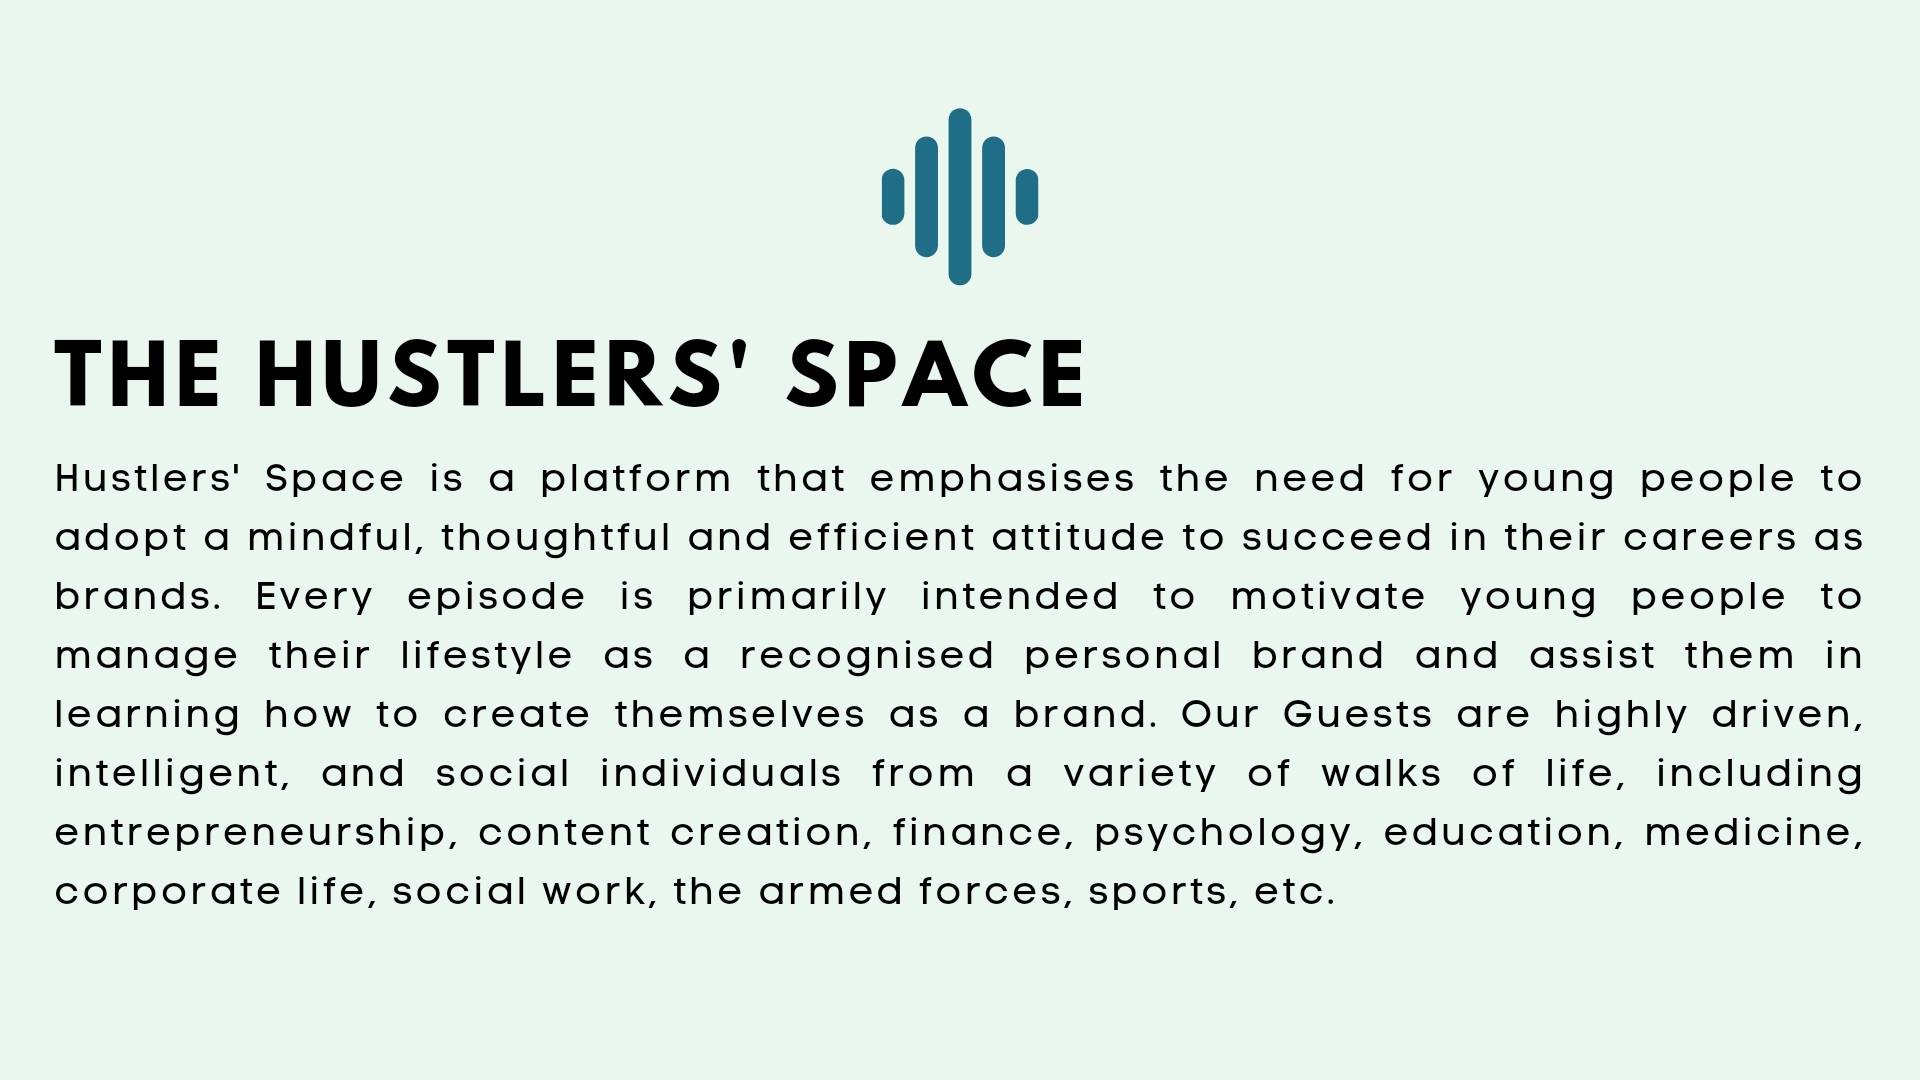 THE HUSTLERS' SPACE
Hustlers' Space is a platform that emphasises the need for young people to
adopt a mindful, thoughtful and efficient attitude to succeed in their careers as
brands. Every episode is primarily intended to motivate young people to
manage their lifestyle as a recognised personal brand and assist them in
learning how to create themselves as a brand. Our Guests are highly driven,
intelligent, and social individuals from a variety of walks of life, including
entrepreneurship, content creation, finance, psychology, education, medicine,
corporate life, social work, the armed forces, sports, etc.